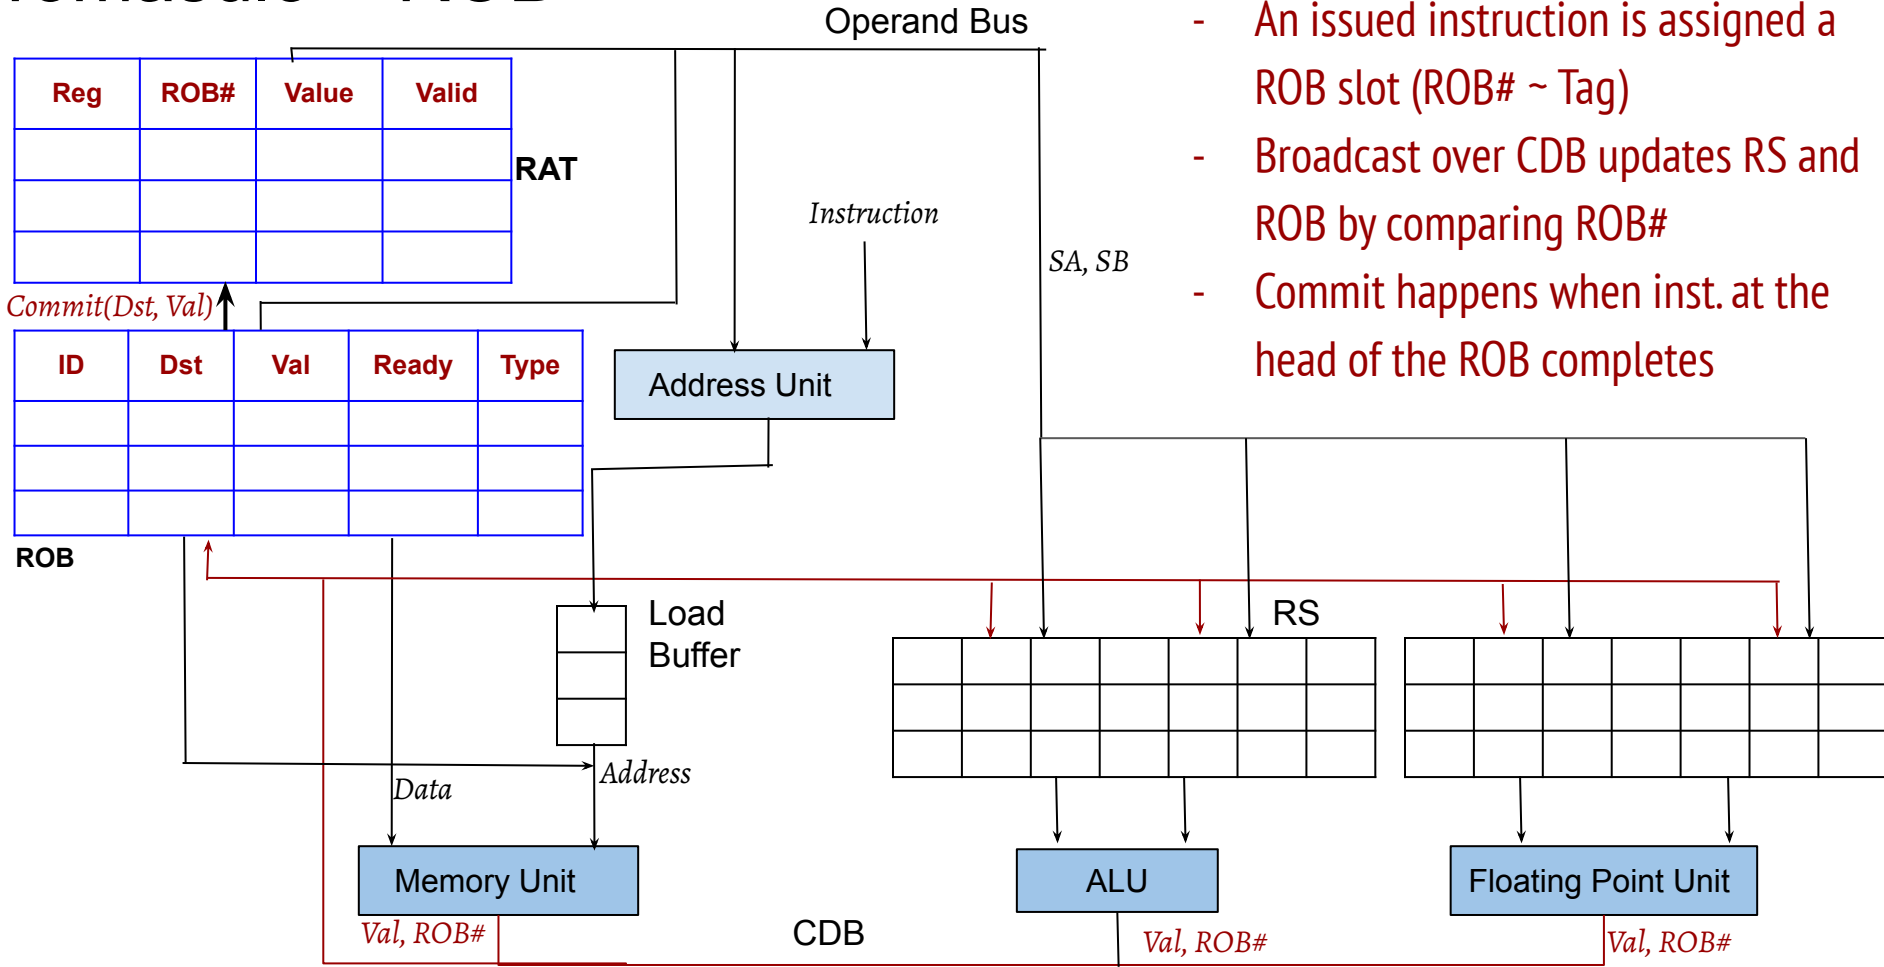 Tomasulo ROB
Operand Bus
- An issued instruction is assigned a
ROB slot (ROB# ~ Tag)
- Broadcast over CDB updates RS and
ROB by comparing ROB#
- Commit happens when inst. at the
head of the ROB completes
Reg ROB# Value Valid
RAT
Instruction
SA, SB
Commit(Dst, Val)
ID Dst Val Ready Type
ROB
Address Unit
Load
Buffer
RS
Data
Address
Memory Unit
ALU
Floating Point Unit
Val, ROB#
CDB
Val, ROB#
Val, ROB#